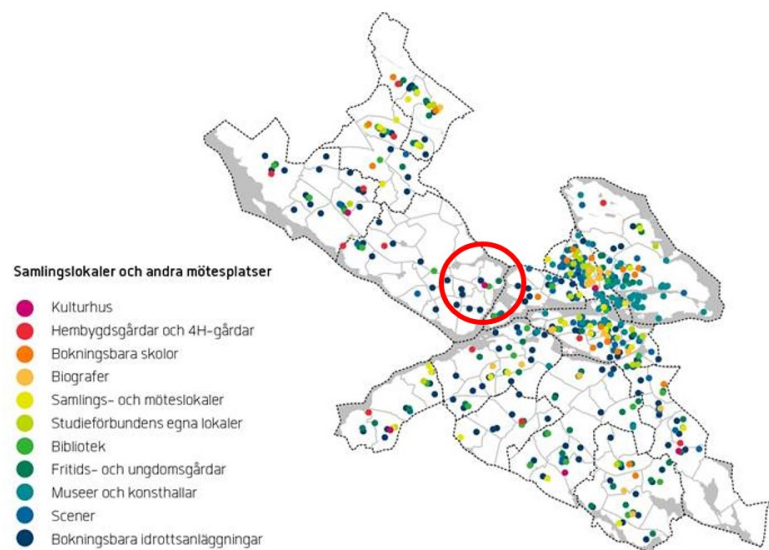 Samlingslokaler och andra mötesplatser
Kulturhus
Hembygdsgårdar och 4H-gårdar
Bokningsbara skolor
Biografer
Samlings- och möteslokaler
Studieförbundens egna lokaler
Bibliotek
Fritids- och ungdomsgårdar
Museer och konsthallar
Scener
Bokningsbara idrottsanläggningar